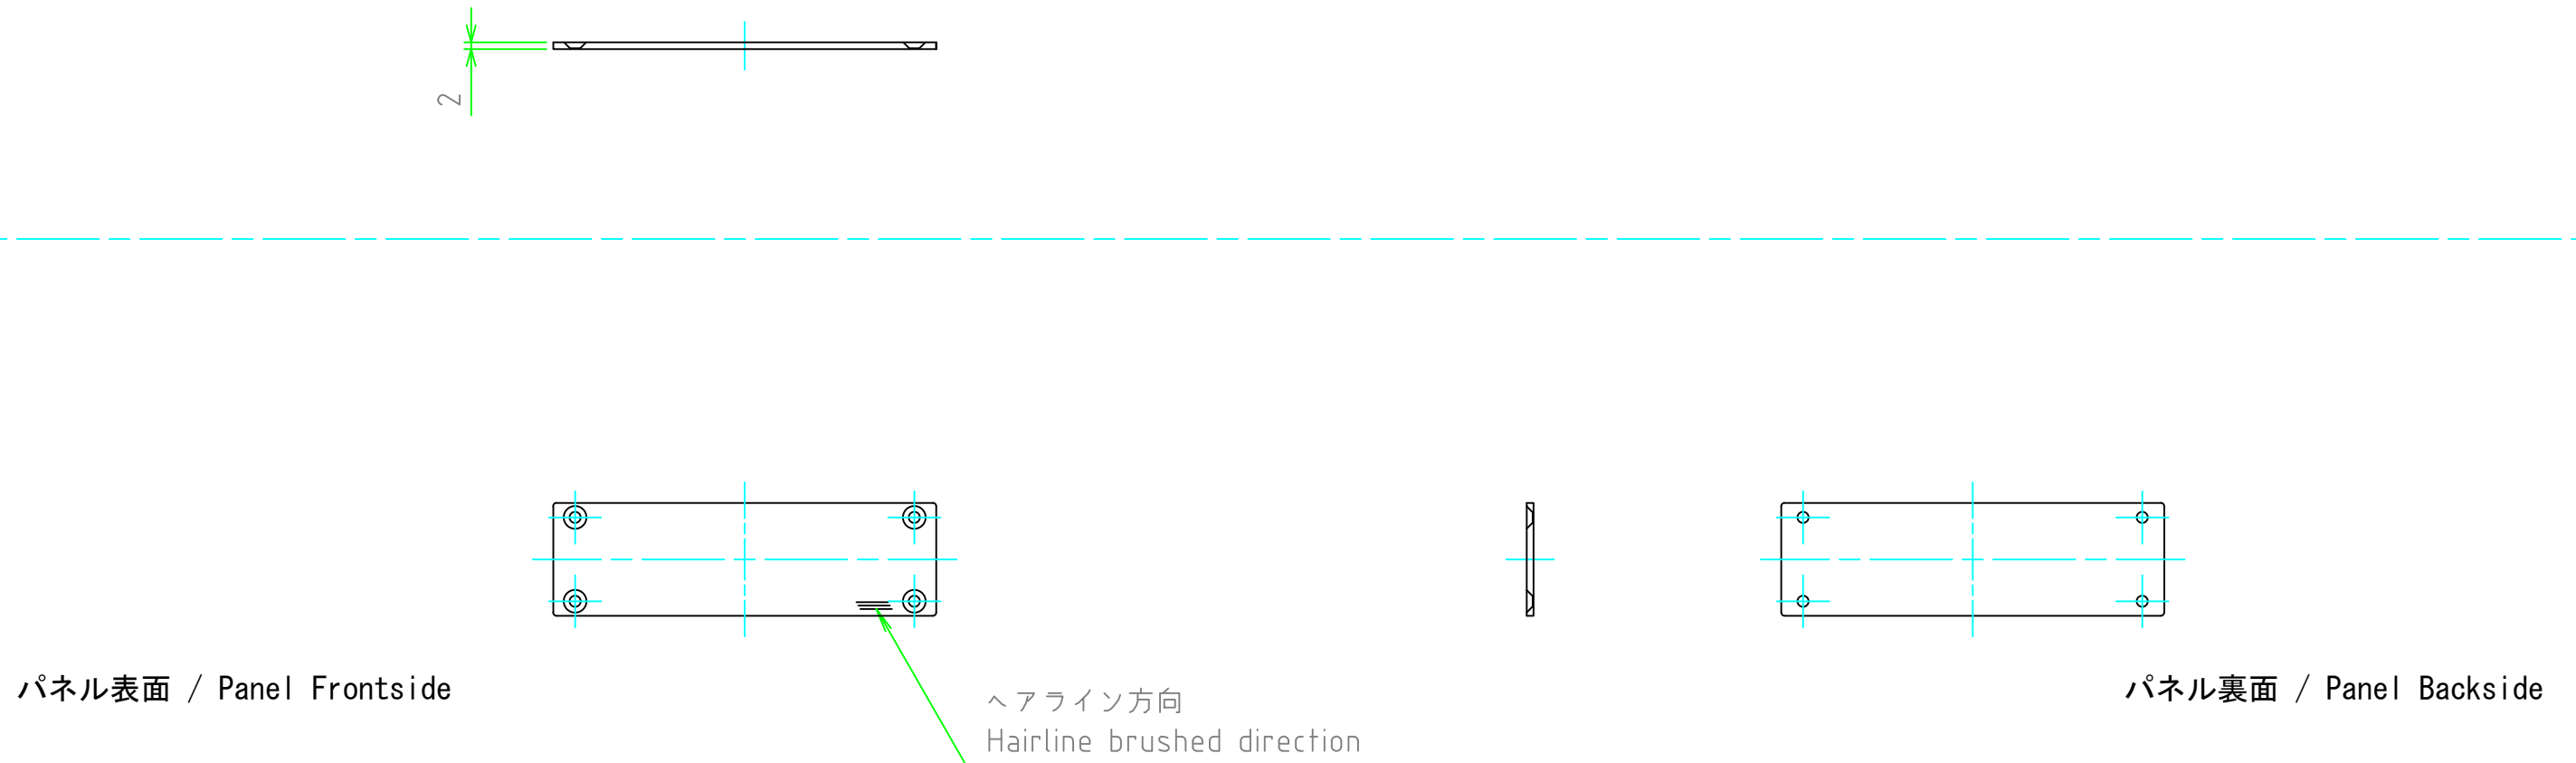 2
パネル表面 / Panel Frontside
ヘアライン方向
Hairline brushed direction
パネル裏面 / Panel Backside